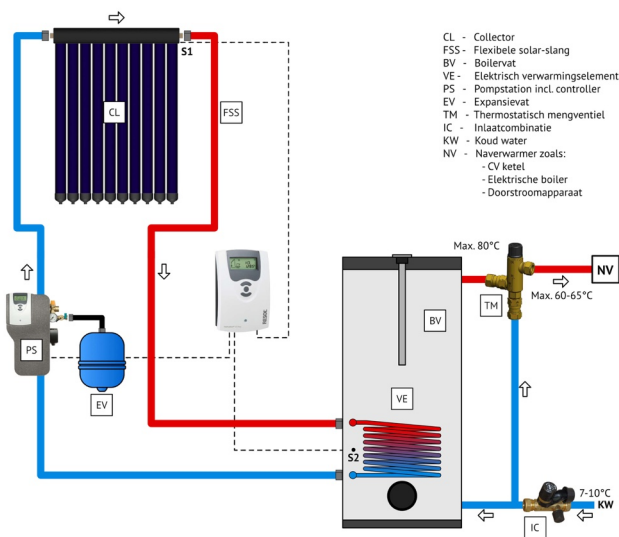 S1
CL
FSS
CL - Collector
FSS - Flexibele solar-slang
BV - Boilervat
VE - Elektrisch verwarmingselement
PS - Pompstation incl. controller
EV - Expansievat
TM - Thermostatisch mengventiel
IC - Inlaatcombinatie
KW - Koud water
NV - Naverwarmer zoals:
- CV ketel
- Elektrische boiler
- Doorstroomapparaat
Max. 80°C
NV
Max. 60-65°C
TM
BV
PS
EV
VE
S2
7-10°C
KW
IC